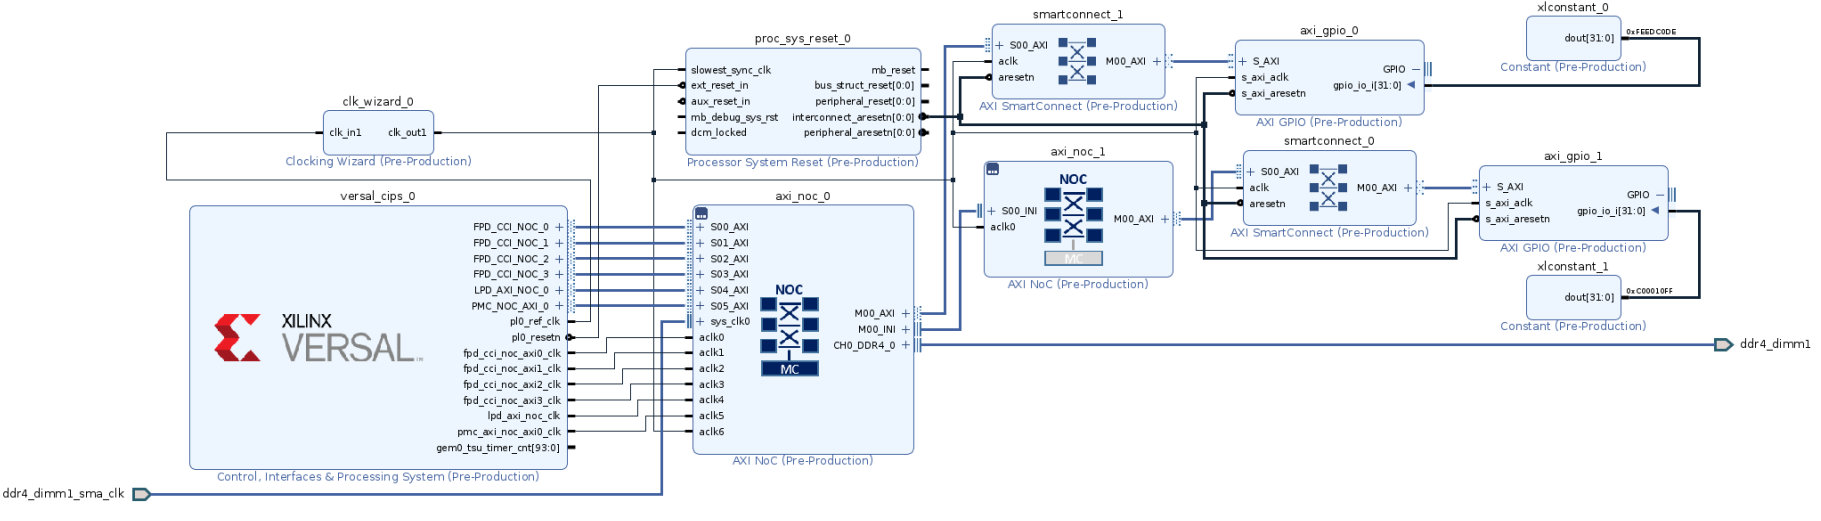 smartconnect_1
S00_AXI
aclk
aresetn
M00_AXI
AXI SmartConnect (Pre-Production)
axi_gpio_0
S_AXI
s_axi_aclk
s_axi_aresetn
GPIO
gpio_io_i[31:0]
AXI GPIO (Pre-Production)
xlconstant_0
dout[31:0]
0xFEEDC0DE
Constant (Pre-Production)
proc_sys_reset_0
slowest_sync_clk
ext_reset_in
aux_reset_in
mb_debug_sys_rst
dcm_locked
mb_reset
bus_struct_reset[0:0]
peripheral_reset[0:0]
interconnect_aresetn[0:0]
peripheral_aresetn[0:0]
Processor System Reset (Pre-Production)
clk_wizard_0
clk_in1
clk_out1
Clocking Wizard (Pre-Production)
axi_noc_1
NOC
S00_INI
aclk0
M00_AXI
MC
AXI NoC (Pre-Production)
smartconnect_0
S00_AXI
aclk
aresetn
M00_AXI
AXI SmartConnect (Pre-Production)
axi_gpio_1
S_AXI
s_axi_aclk
s_axi_aresetn
GPIO
gpio_io_i[31:0]
AXI GPIO (Pre-Production)
xlconstant_1
dout[31:0]
0xC00010FF
Constant (Pre-Production)
versal_cips_0
XILINX
VERSAL
FPD_CCI_NOC_0
FPD_CCI_NOC_1
FPD_CCI_NOC_2
FPD_CCI_NOC_3
LPD_AXI_NOC_0
PMC_NOC_AXI_0
pl0_ref_clk
pl0_resetn
fpd_cci_noc_axi0_clk
fpd_cci_noc_axi1_clk
fpd_cci_noc_axi2_clk
fpd_cci_noc_axi3_clk
lpd_axi_noc_clk
pmc_axi_noc_axi0_clk
gem0_tsu_timer_cnt[93:0]
Control, Interfaces & Processing System (Pre-Production)
axi_noc_0
S00_AXI
S01_AXI
S02_AXI
S03_AXI
S04_AXI
S05_AXI
sys_clk0
aclk0
aclk1
aclk2
aclk3
aclk4
aclk5
aclk6
NOC
MC
M00_AXI
M00_INI
CH0_DDR4_0
AXI NoC (Pre-Production)
ddr4_dimm1
ddr4_dimm1_sma_clk